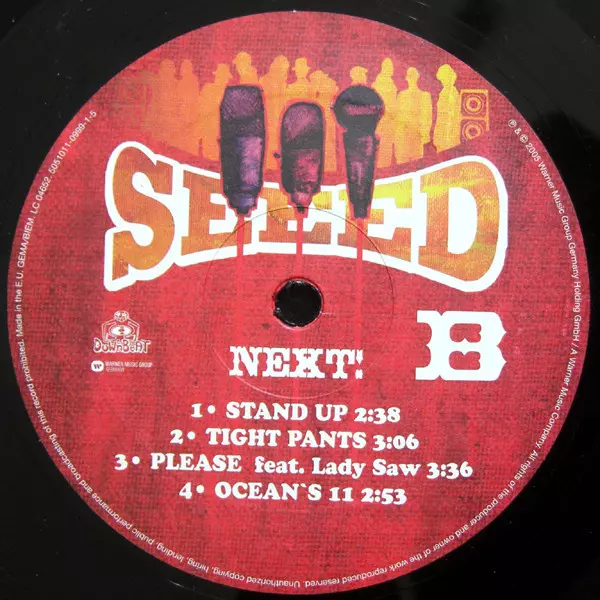 SEEED
DOWNBEAT
W WARNER MUSIC GROUP
GERMANY
NEXT!
B
1• STAND UP 2:38
2• TIGHT PANTS 3:06
3• PLEASE feat. Lady Saw 3:36
4• OCEAN`S 11 2:53
℗ & © 2005 Warner Music Group Germany Holding GmbH / A Warner Music Company. All rights of the producer and owner of the work reproduced reserved. Unauthorized copying, hiring, lending, public performance and broadcasting of this record prohibited. Made in the E.U. GEMA/BIEM. LC 04652. 5051011-0999-1-5